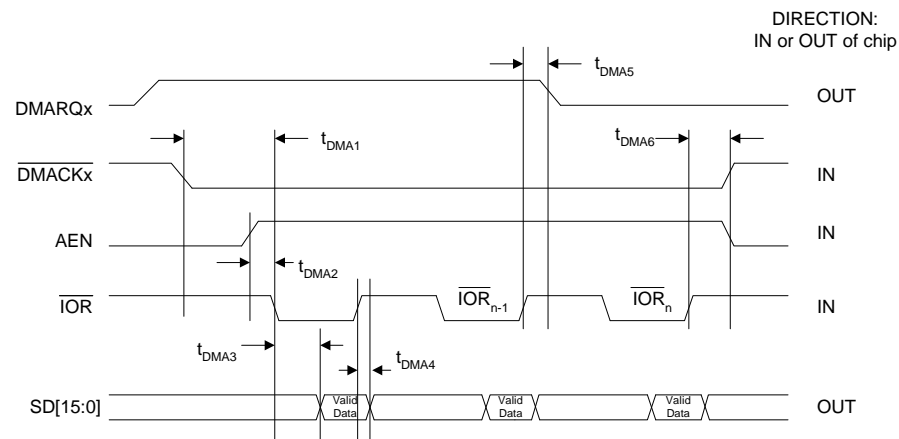 DIRECTION:
IN or OUT of chip
tDMA5
DMARQx
OUT
tDMA1
tDMA6
DMACKx
IN
AEN
IN
tDMA2
IOR
IORn-1
IORn
IN
tDMA3
tDMA4
SD[15:0]
Valid
Data
Valid
Data
Valid
Data
OUT